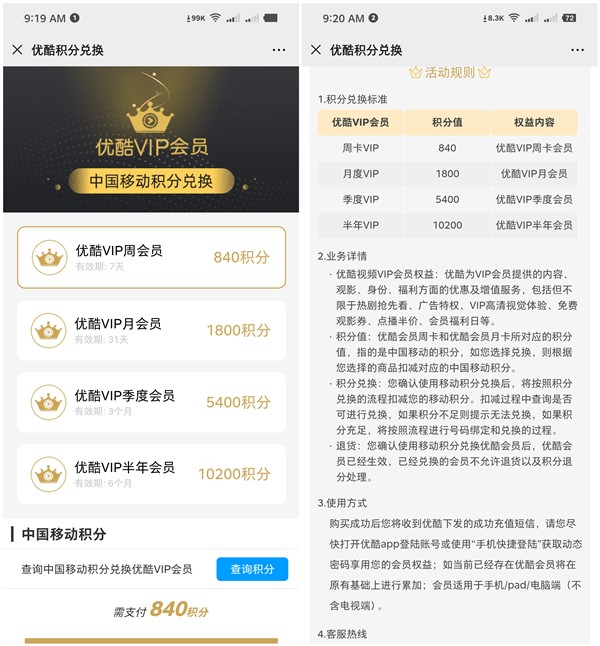 9:19 AM 1
99K
优酷积分兑换
优酷VIP会员
中国移动积分兑换
优酷VIP周会员
有效期: 7天
840积分
优酷VIP月会员
有效期: 31天
1800积分
优酷VIP季度会员
有效期: 3个月
5400积分
优酷VIP半年会员
有效期: 6个月
10200积分
中国移动积分
查询中国移动积分兑换优酷VIP会员
查询积分
需支付 840积分
9:20 AM 2
8.3K
72
优酷积分兑换
活动规则
1.积分兑换标准
优酷VIP会员 积分值 权益内容
周卡VIP 840 优酷VIP周卡会员
月度VIP 1800 优酷VIP月会员
季度VIP 5400 优酷VIP季度会员
半年VIP 10200 优酷VIP半年会员
2.业务详情
· 优酷视频VIP会员权益：优酷为VIP会员提供的内容、
观影、身份、福利方面的优惠及增值服务，包括但不
限于热剧抢先看、广告特权、VIP高清视觉体验、免费
观影券、点播半价、会员福利日等。
· 积分值：优酷会员周卡和优酷会员月卡所对应的积分
值，指的是中国移动的积分，如您选择兑换，则根据
您选择的商品扣减对应的中国移动积分。
· 积分兑换：您确认使用移动积分兑换后，将按照积分
兑换的流程扣减您的移动积分。扣减过程中查询是否
可进行兑换，如果积分不足则提示无法兑换，如果积
分充足，将按照流程进行号码绑定和兑换的过程。
· 退货：您确认使用移动积分兑换优酷会员后，优酷会
员已经生效，已经兑换的会员不允许退货以及积分退
分处理。
3.使用方式
购买成功后您将收到优酷下发的成功充值短信，请您尽
快打开优酷app登陆账号或使用“手机快捷登陆”获取动态
密码享用您的会员权益；如当前已经存在优酷会员将在
原有基础上进行累加；会员适用于手机/pad/电脑端（不
含电视端）。
4.客服热线